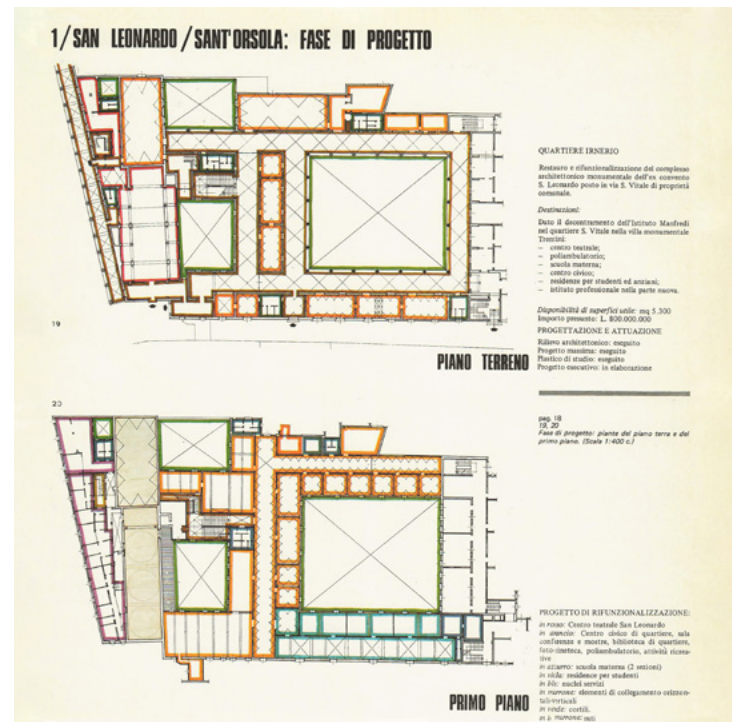 1/SAN LEONARDO/SANT'ORSOLA: FASE DI PROGETTO
QUARTIERE IRNERIO
Restauro e rifunzionalizzazione del complesso
architettonico monumentale dell'ex convento
S. Leonardo posto in via S. Vitale di proprietà
comunale.
Destinazioni:
Dato il decentramento dell'Istituto Manfredi
nel quartiere S. Vitale nella villa monumentale
Trentini:
— centro teatrale;
— poliambulatorio;
— scuola materna;
— centro civico;
— residenze per studenti ed anziani;
— istituto professionale nella parte nuova.
Disponibilità di superfici utile: mq 5.300
Importo presunto: L. 800.000.000
PROGETTAZIONE E ATTUAZIONE
Rilievo architettonico: eseguito
Progetto massima: eseguito
Plastico di studio: eseguito
Progetto esecutivo: in elaborazione
19
PIANO TERRENO
20
pag. 18
19, 20
Fase di progetto: piante del piano terra e del
primo piano. (Scala 1:400 c.)
PROGETTO DI RIFUNZIONALIZZAZIONE:
in rosso: Centro teatrale San Leonardo
in arancio: Centro civico di quartiere, sala
conferenze e mostre, biblioteca di quartiere,
foto-cineteca, poliambulatorio, attività ricrea-
tive
in azzurro: scuola materna (2 sezioni)
in viola: residenze per studenti
in blu: nuclei servizi
in marrone: elementi di collegamento orizzon-
tali-verticali
in verde: cortili.
PRIMO PIANO